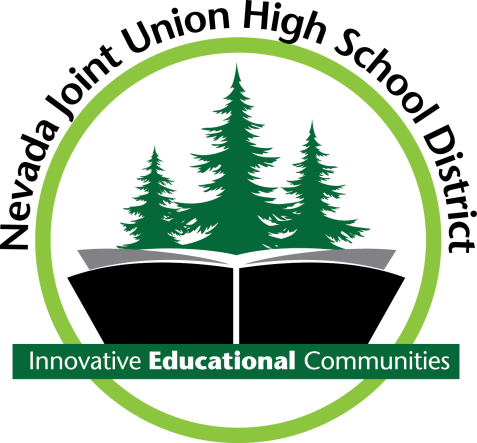 Nevada Joint Union High School District
Innovative Educational Communities